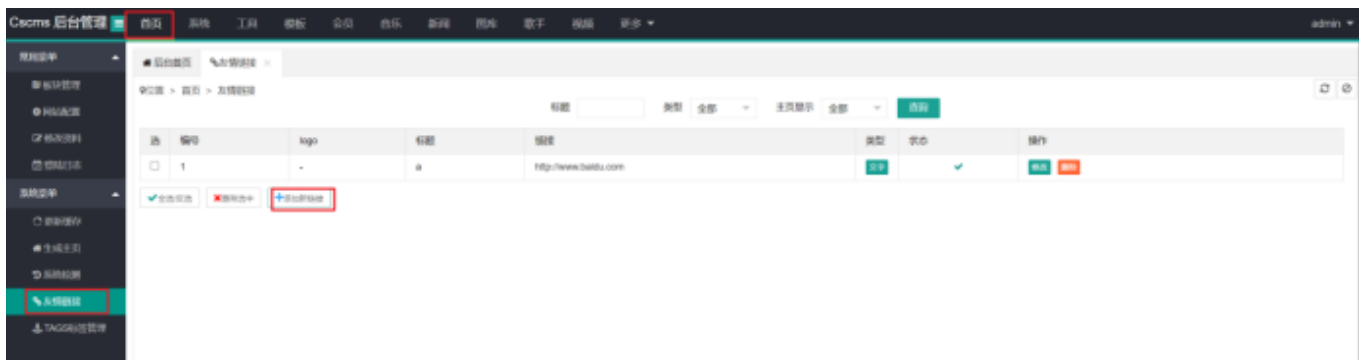 Cscms 后台管理 首页 系统 工具 模板 会员 音乐 新闻 图库 歌手 视频 更多 admin
常用菜单
后台首页 友情链接
板块管理
位置 > 首页 > 友情链接
网站配置
标题 类型 全部 主页显示 全部 查询
修改资料
选 编号 logo 标题 链接 类型 状态 操作
登陆日志
1 - a http://www.baidu.com 文字 修改 删除
系统菜单
全选/反选 删除选中 添加新链接
更新缓存
生成主页
系统检测
友情链接
TAGS标签管理